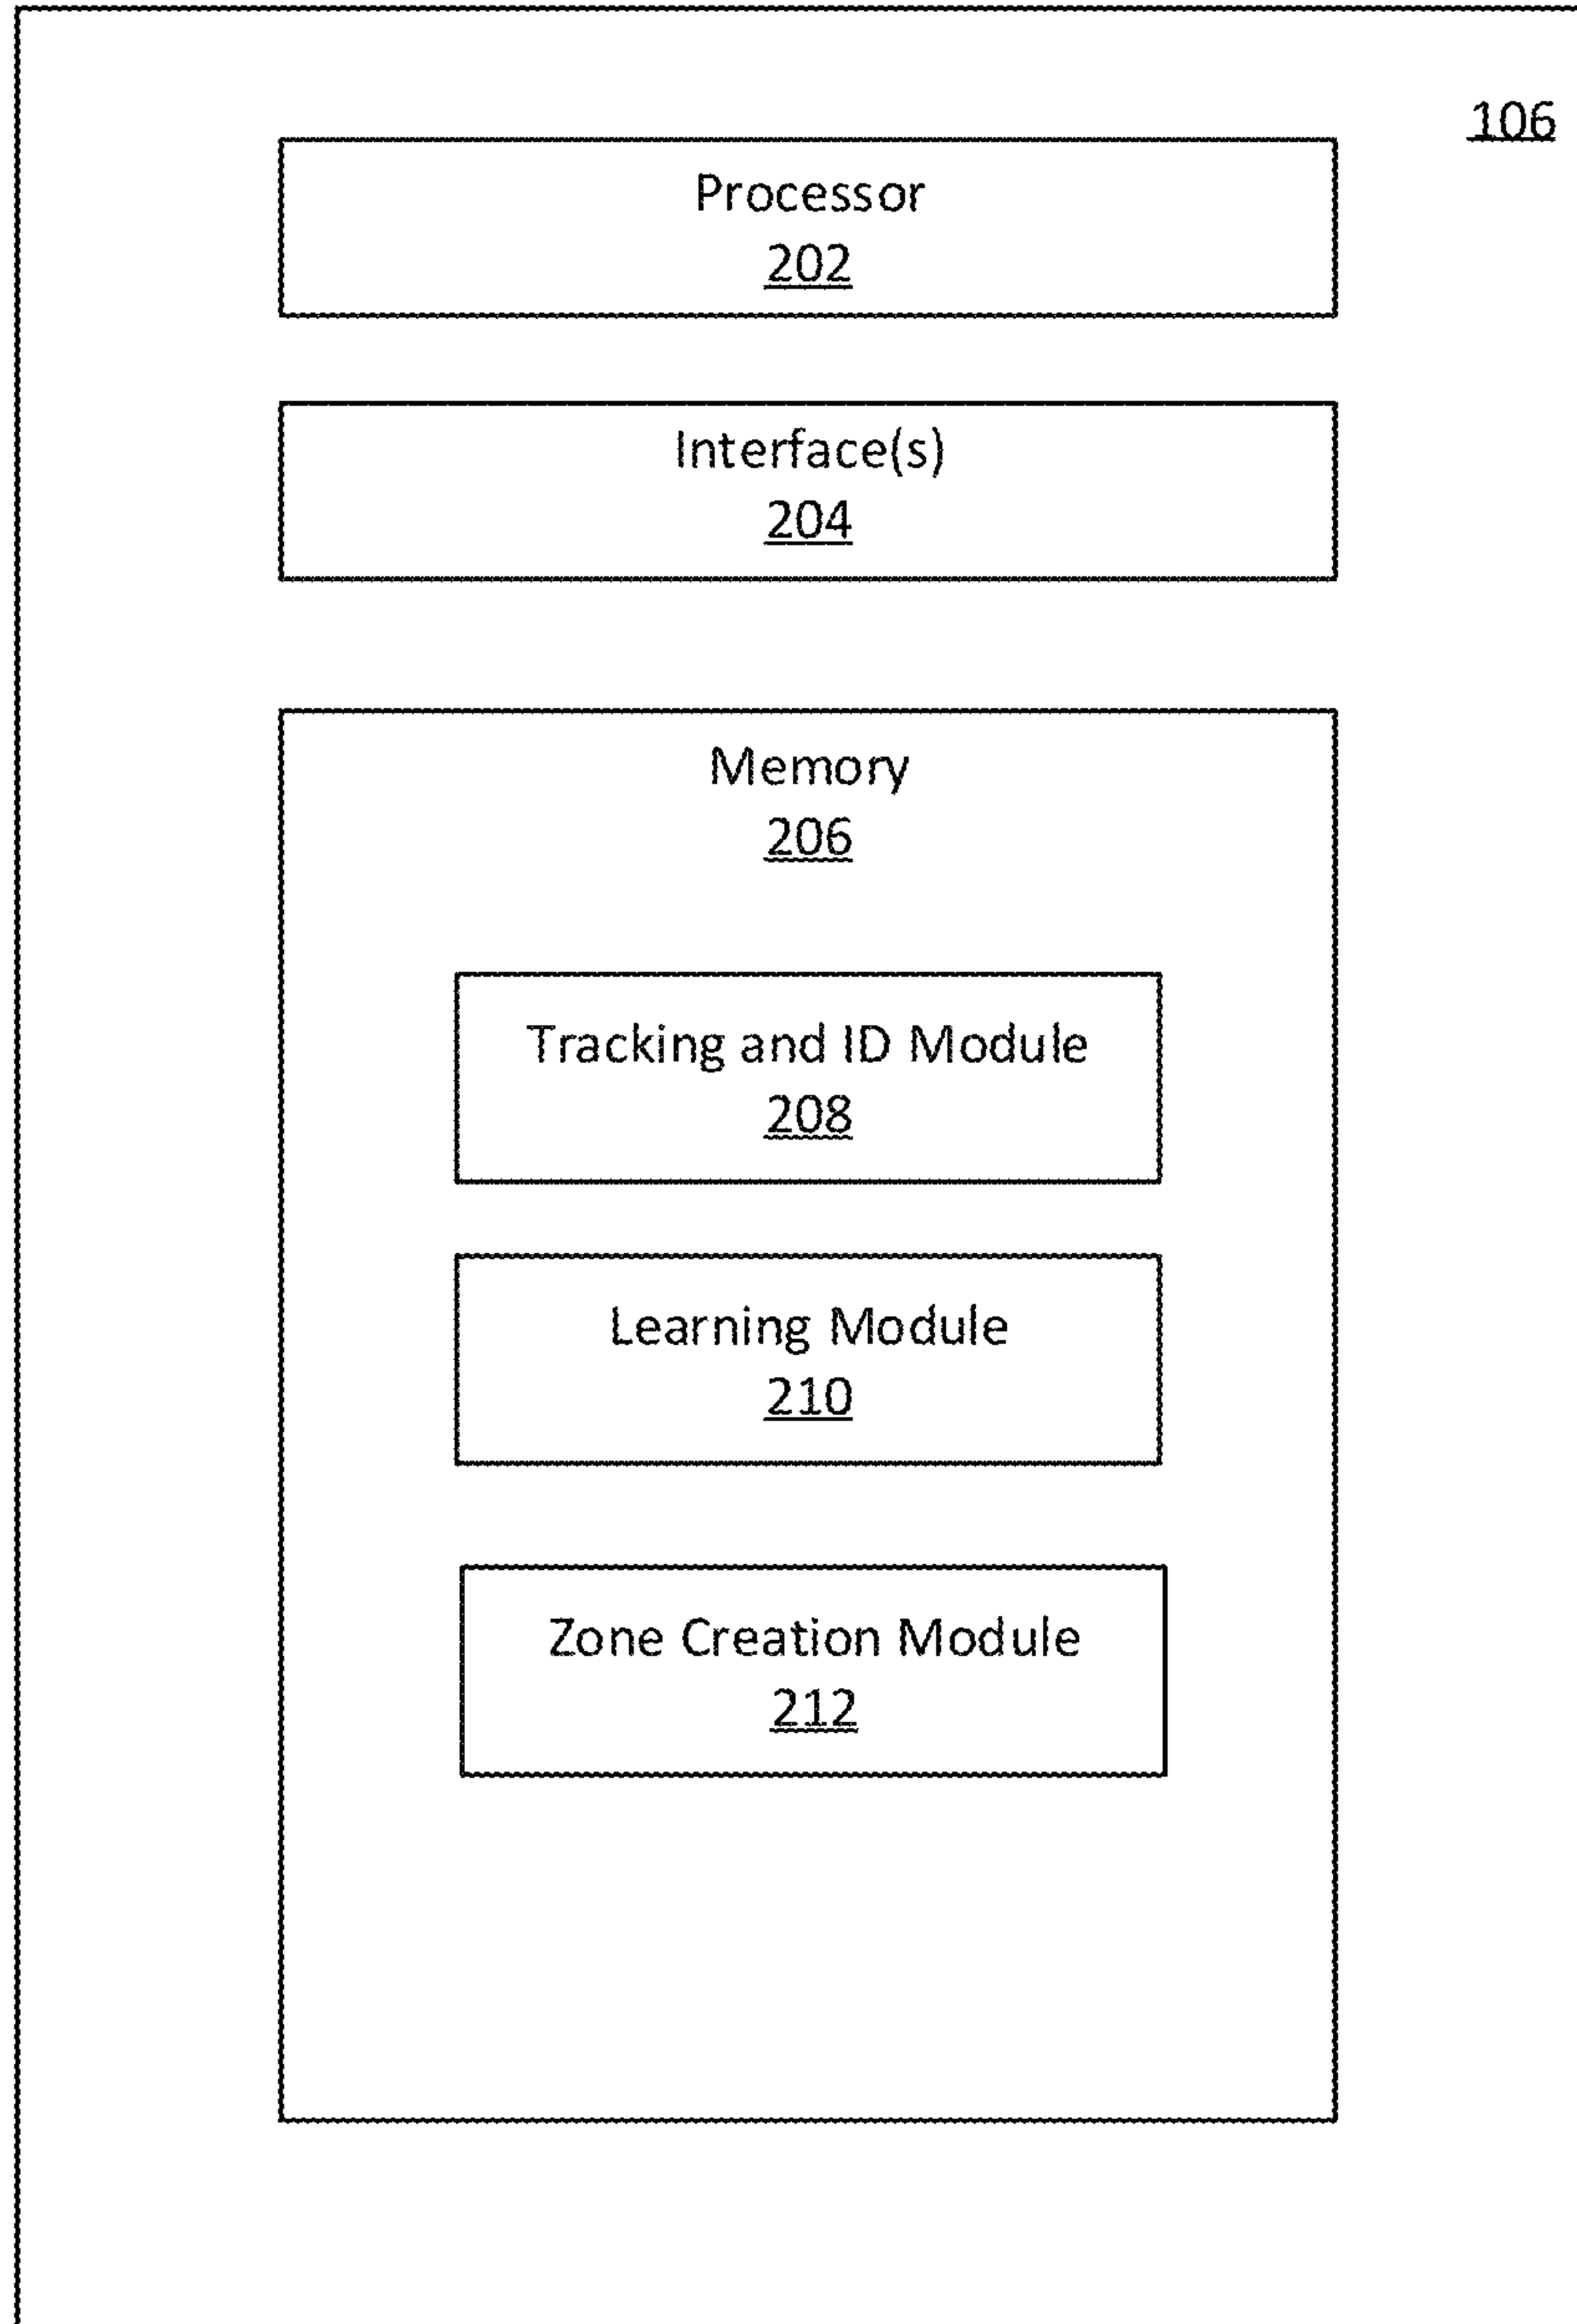 106
Processor
202
Interface(s)
204
Memory
206
Tracking and ID Module
208
Learning Module
210
Zone Creation Module
212